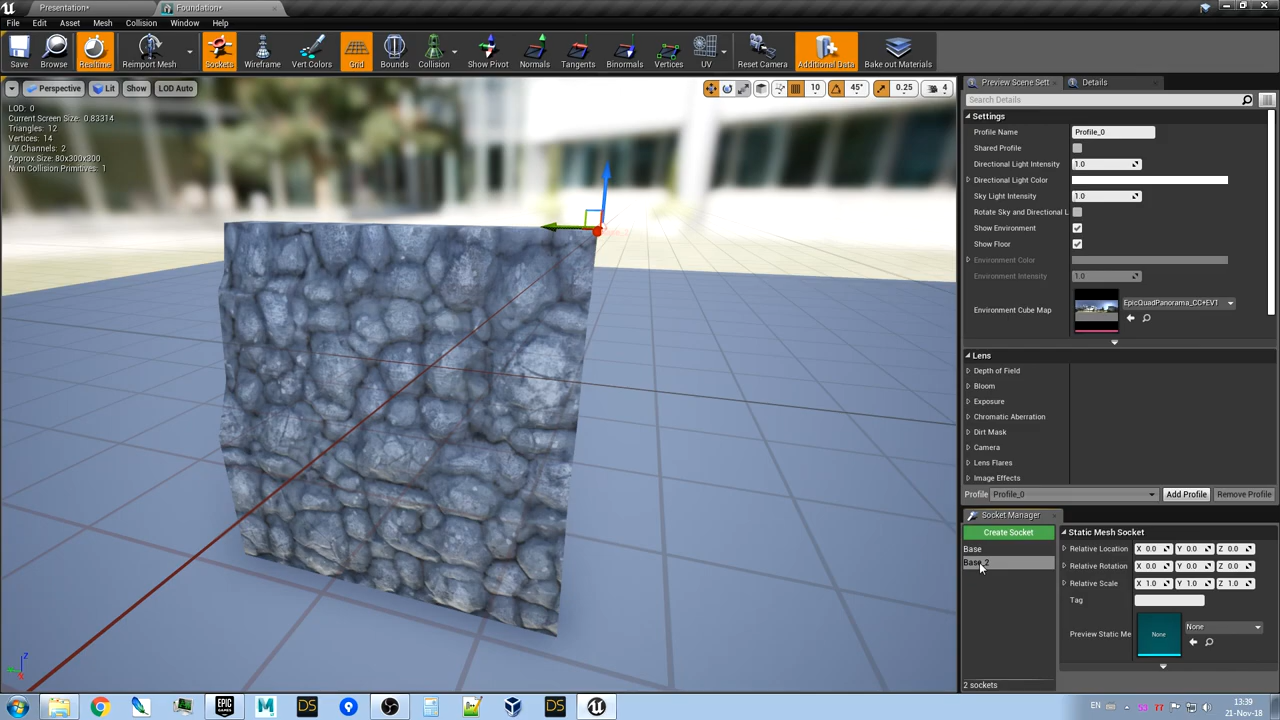 Presentation*
Foundation*
File Edit Asset Mesh Collision Window Help
Save Browse Realtime Reimport Mesh Sockets Wireframe Vert Colors Grid Bounds Collision Show Pivot Normals Tangents Binormals Vertices UV Reset Camera Additional Data Bake out Materials
Perspective Lit Show LOD Auto
10 45° 0.25 4
LOD: 0
Current Screen Size: 0.83314
Triangles: 12
Vertices: 14
UV Channels: 2
Approx Size: 80x300x300
Num Collision Primitives: 1
Preview Scene Sett
Details
Search Details
Settings
Profile Name Profile_0
Shared Profile
Directional Light Intensity 1.0
Directional Light Color
Sky Light Intensity 1.0
Rotate Sky and Directional L
Show Environment
Show Floor
Environment Color
Environment Intensity 1.0
Environment Cube Map EpicQuadPanorama_CC+EV1
Lens
Depth of Field
Bloom
Exposure
Chromatic Aberration
Dirt Mask
Camera
Lens Flares
Image Effects
Profile Profile_0 Add Profile Remove Profile
Socket Manager
Create Socket
Base
Base_2
2 sockets
Static Mesh Socket
Relative Location X 0.0 Y 0.0 Z 0.0
Relative Rotation X 0.0 Y 0.0 Z 0.0
Relative Scale X 1.0 Y 1.0 Z 1.0
Tag
Preview Static Me None None
z
EPIC GAMES
M
DS
DS
EN
53 77
13:39
21-Nov-18